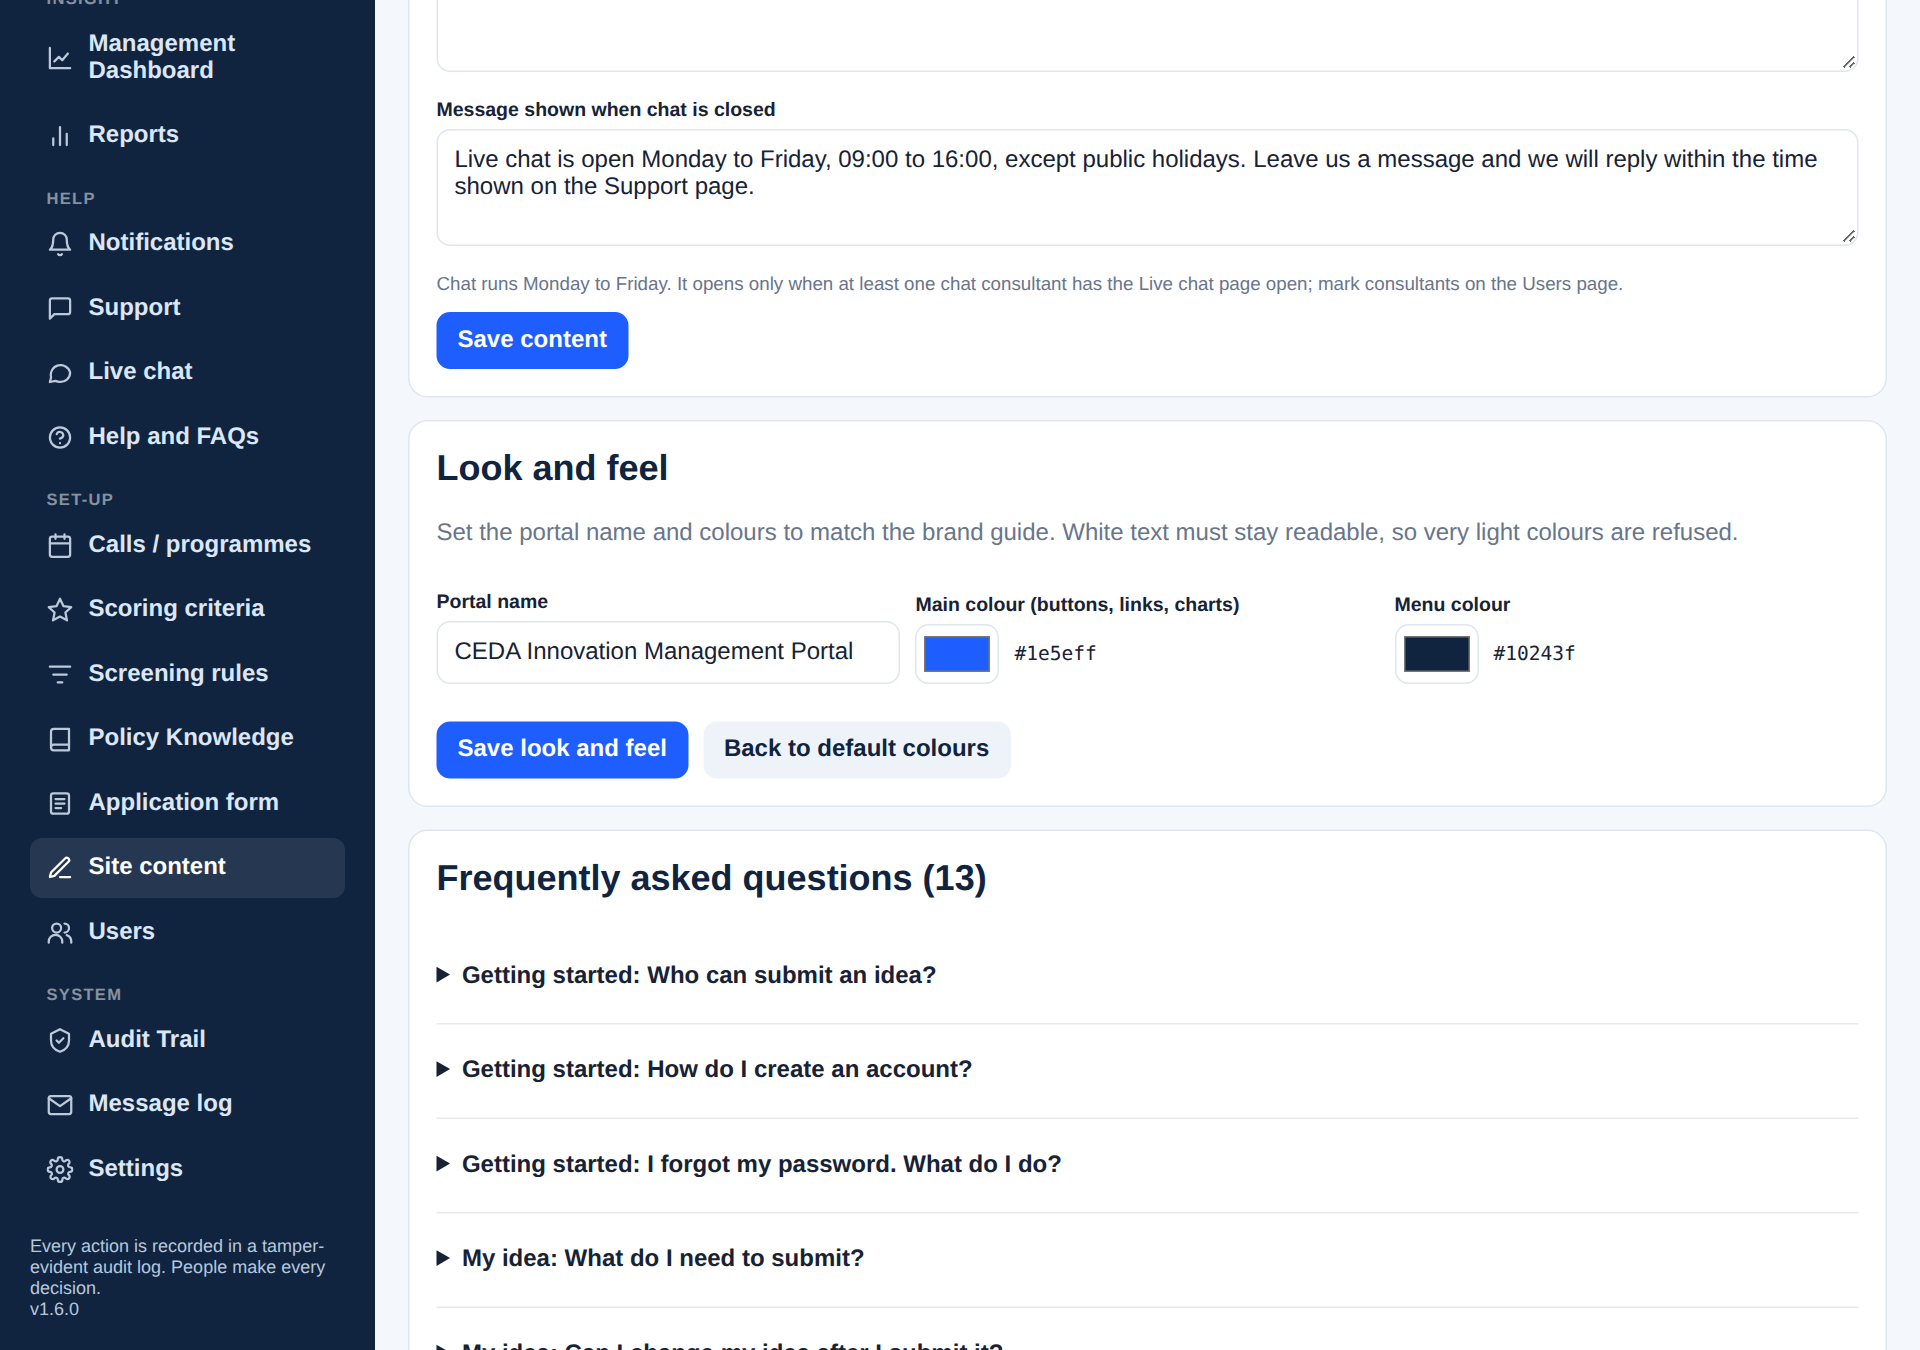 INSIGHT
Management
Dashboard
Reports
HELP
Notifications
Support
Live chat
Help and FAQs
SET-UP
Calls / programmes
Scoring criteria
Screening rules
Policy Knowledge
Application form
Site content
Users
SYSTEM
Audit Trail
Message log
Settings
Every action is recorded in a tamper-
evident audit log. People make every
decision.
v1.6.0
Message shown when chat is closed
Live chat is open Monday to Friday, 09:00 to 16:00, except public holidays. Leave us a message and we will reply within the time
shown on the Support page.
Chat runs Monday to Friday. It opens only when at least one chat consultant has the Live chat page open; mark consultants on the Users page.
Save content
Look and feel
Set the portal name and colours to match the brand guide. White text must stay readable, so very light colours are refused.
Portal name
CEDA Innovation Management Portal
Main colour (buttons, links, charts)
#1e5eff
Menu colour
#10243f
Save look and feel
Back to default colours
Frequently asked questions (13)
Getting started: Who can submit an idea?
Getting started: How do I create an account?
Getting started: I forgot my password. What do I do?
My idea: What do I need to submit?
My idea: Can I change my idea after I submit it?